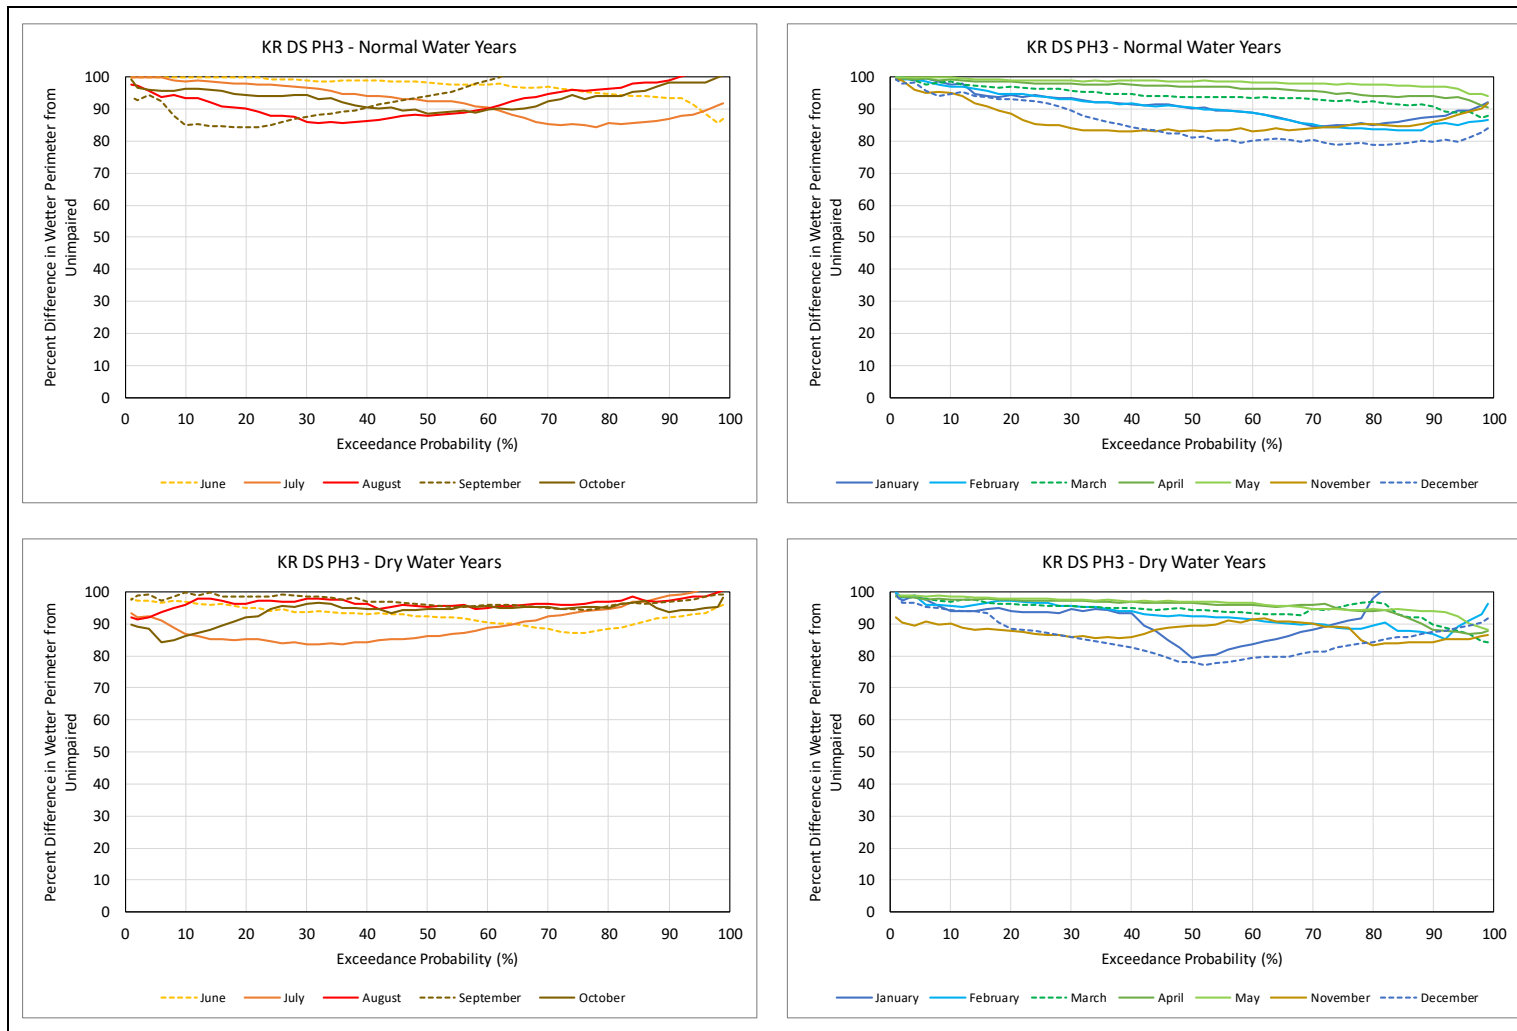 KR DS PH3 - Normal Water Years
Percent Difference in Wetter Perimeter from
Unimpaired
100
90
80
70
60
50
40
30
20
10
0
0 10 20 30 40 50 60 70 80 90 100
Exceedance Probability (%)
June July August September October
KR DS PH3 - Normal Water Years
Percent Difference in Wetter Perimeter from
Unimpaired
100
90
80
70
60
50
40
30
20
10
0
0 10 20 30 40 50 60 70 80 90 100
Exceedance Probability (%)
January February March April May November December
KR DS PH3 - Dry Water Years
Percent Difference in Wetter Perimeter from
Unimpaired
100
90
80
70
60
50
40
30
20
10
0
0 10 20 30 40 50 60 70 80 90 100
Exceedance Probability (%)
June July August September October
KR DS PH3 - Dry Water Years
Percent Difference in Wetter Perimeter from
Unimpaired
100
90
80
70
60
50
40
30
20
10
0
0 10 20 30 40 50 60 70 80 90 100
Exceedance Probability (%)
January February March April May November December